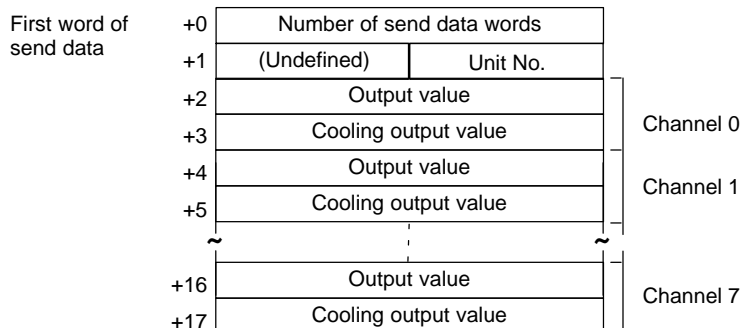 First word of
send data
+0 Number of send data words
+1 (Undefined) Unit No.
+2 Output value
+3 Cooling output value
Channel 0
+4 Output value
+5 Cooling output value
Channel 1
+16 Output value
+17 Cooling output value
Channel 7